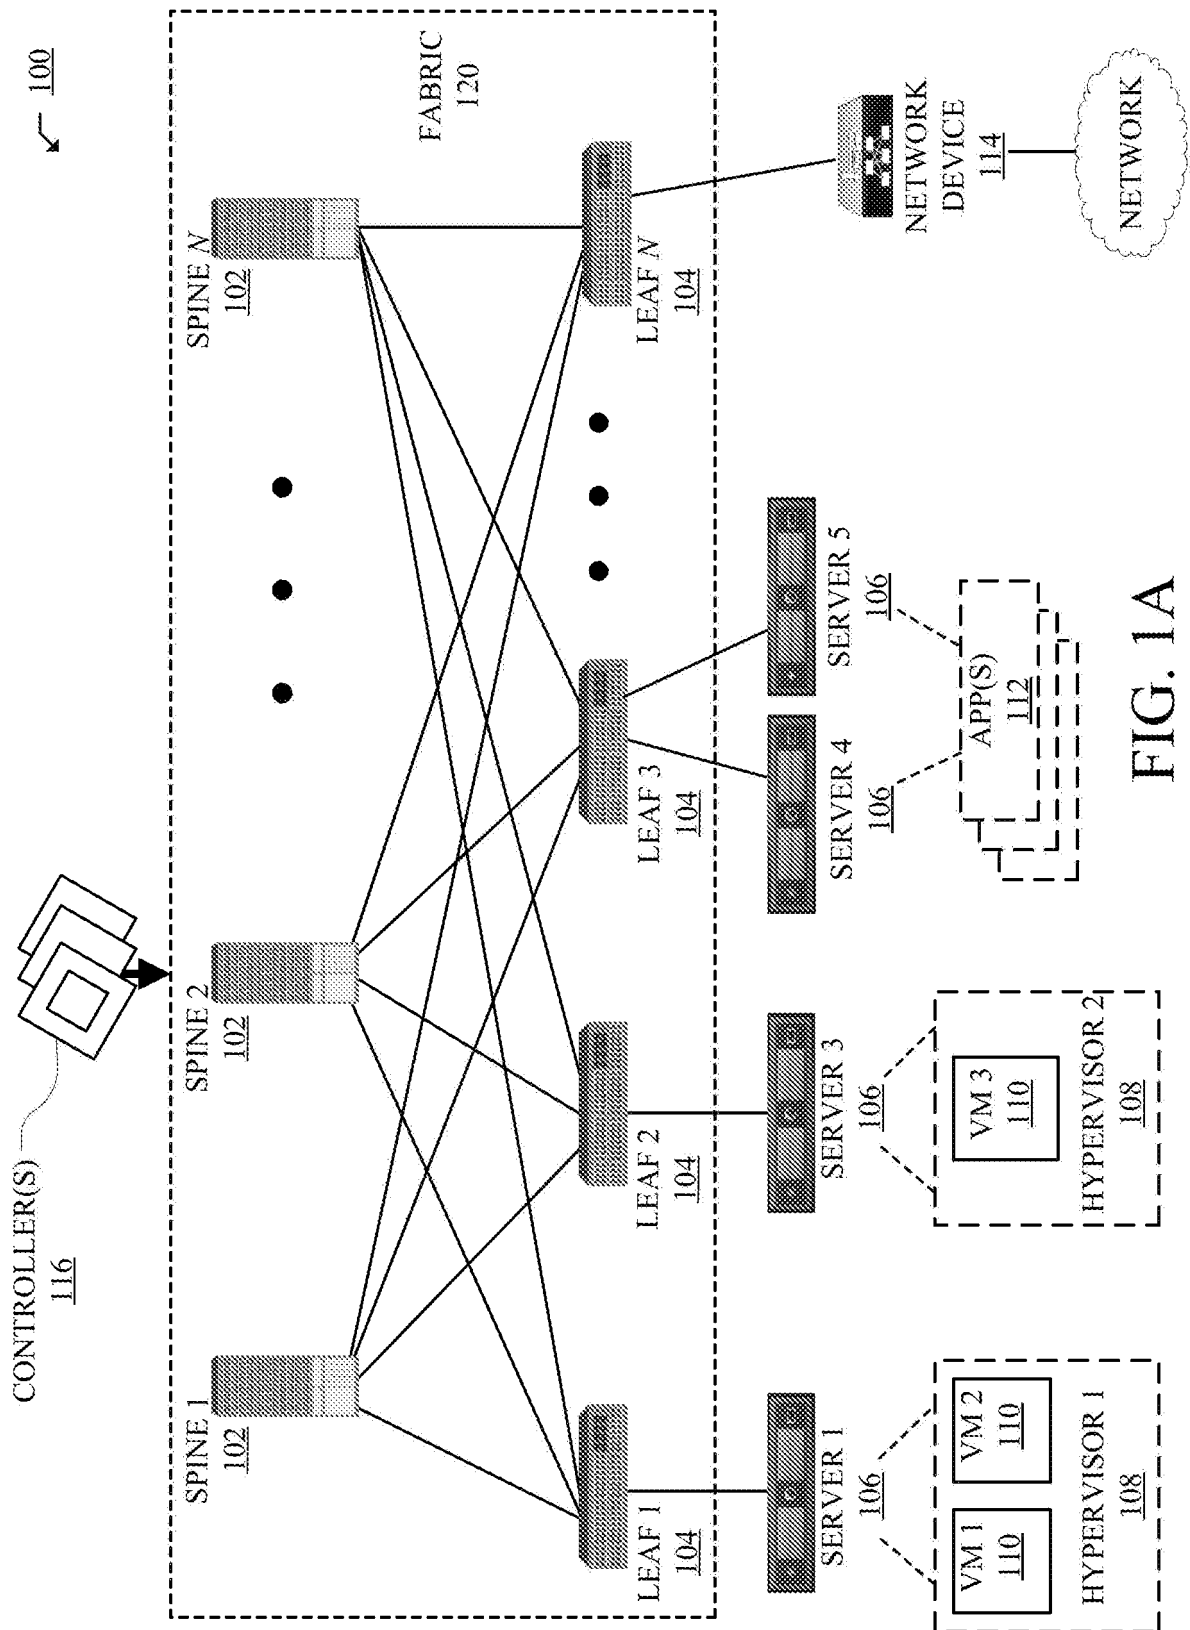 100
CONTROLLER(S)
116
SPINE 1
102
SPINE 2
102
SPINE N
102
FABRIC
120
LEAF 1
104
LEAF 2
104
LEAF 3
104
LEAF N
104
SERVER 1
106
SERVER 3
106
SERVER 4
106
SERVER 5
106
NETWORK
DEVICE
114
VM 1
110
VM 2
110
HYPERVISOR 1
108
VM 3
110
HYPERVISOR 2
108
APP(S)
112
NETWORK
FIG. 1A